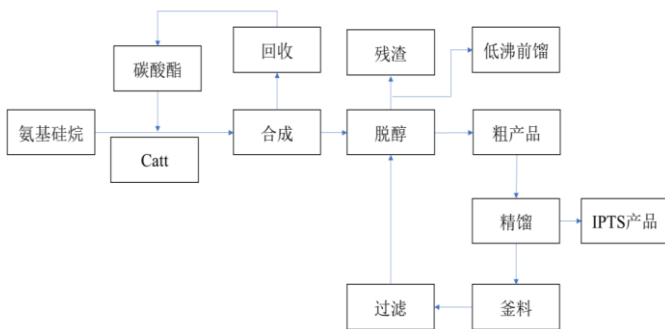 回收
残渣
低沸前馏
碳酸酯
氨基硅烷
合成
脱醇
粗产品
Catt
精馏
IPTS产品
过滤
釜料